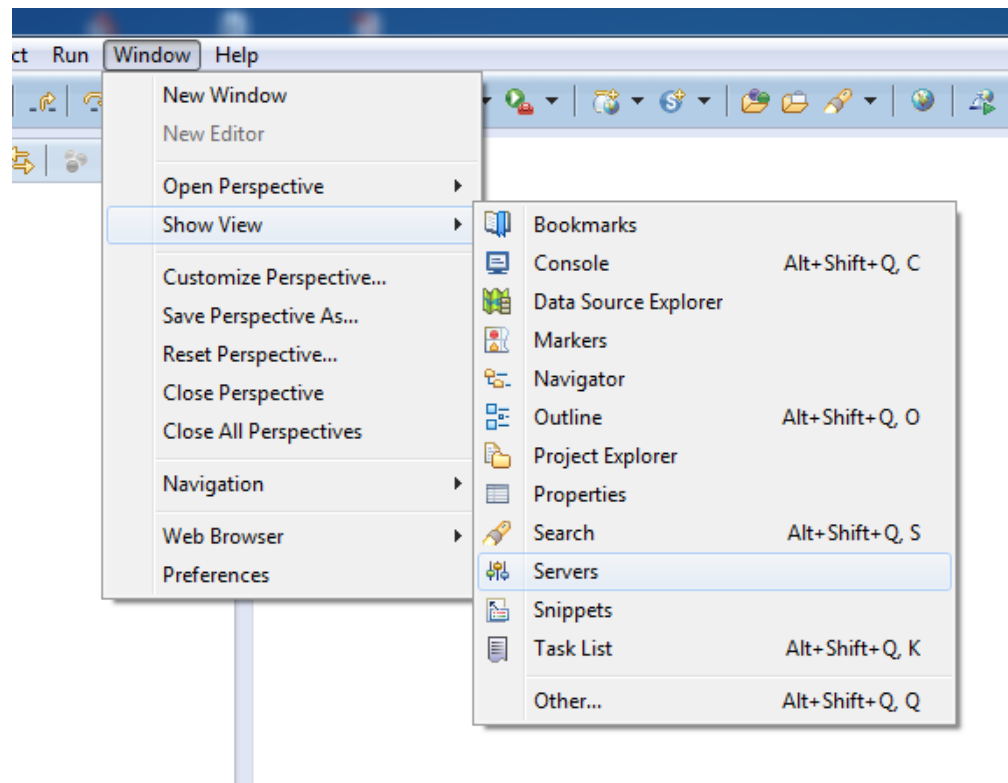 ct Run Window Help
New Window
New Editor
Open Perspective
Show View
Customize Perspective...
Save Perspective As...
Reset Perspective...
Close Perspective
Close All Perspectives
Navigation
Web Browser
Preferences
Bookmarks
Console Alt+Shift+Q, C
Data Source Explorer
Markers
Navigator
Outline Alt+Shift+Q, O
Project Explorer
Properties
Search Alt+Shift+Q, S
Servers
Snippets
Task List Alt+Shift+Q, K
Other... Alt+Shift+Q, Q